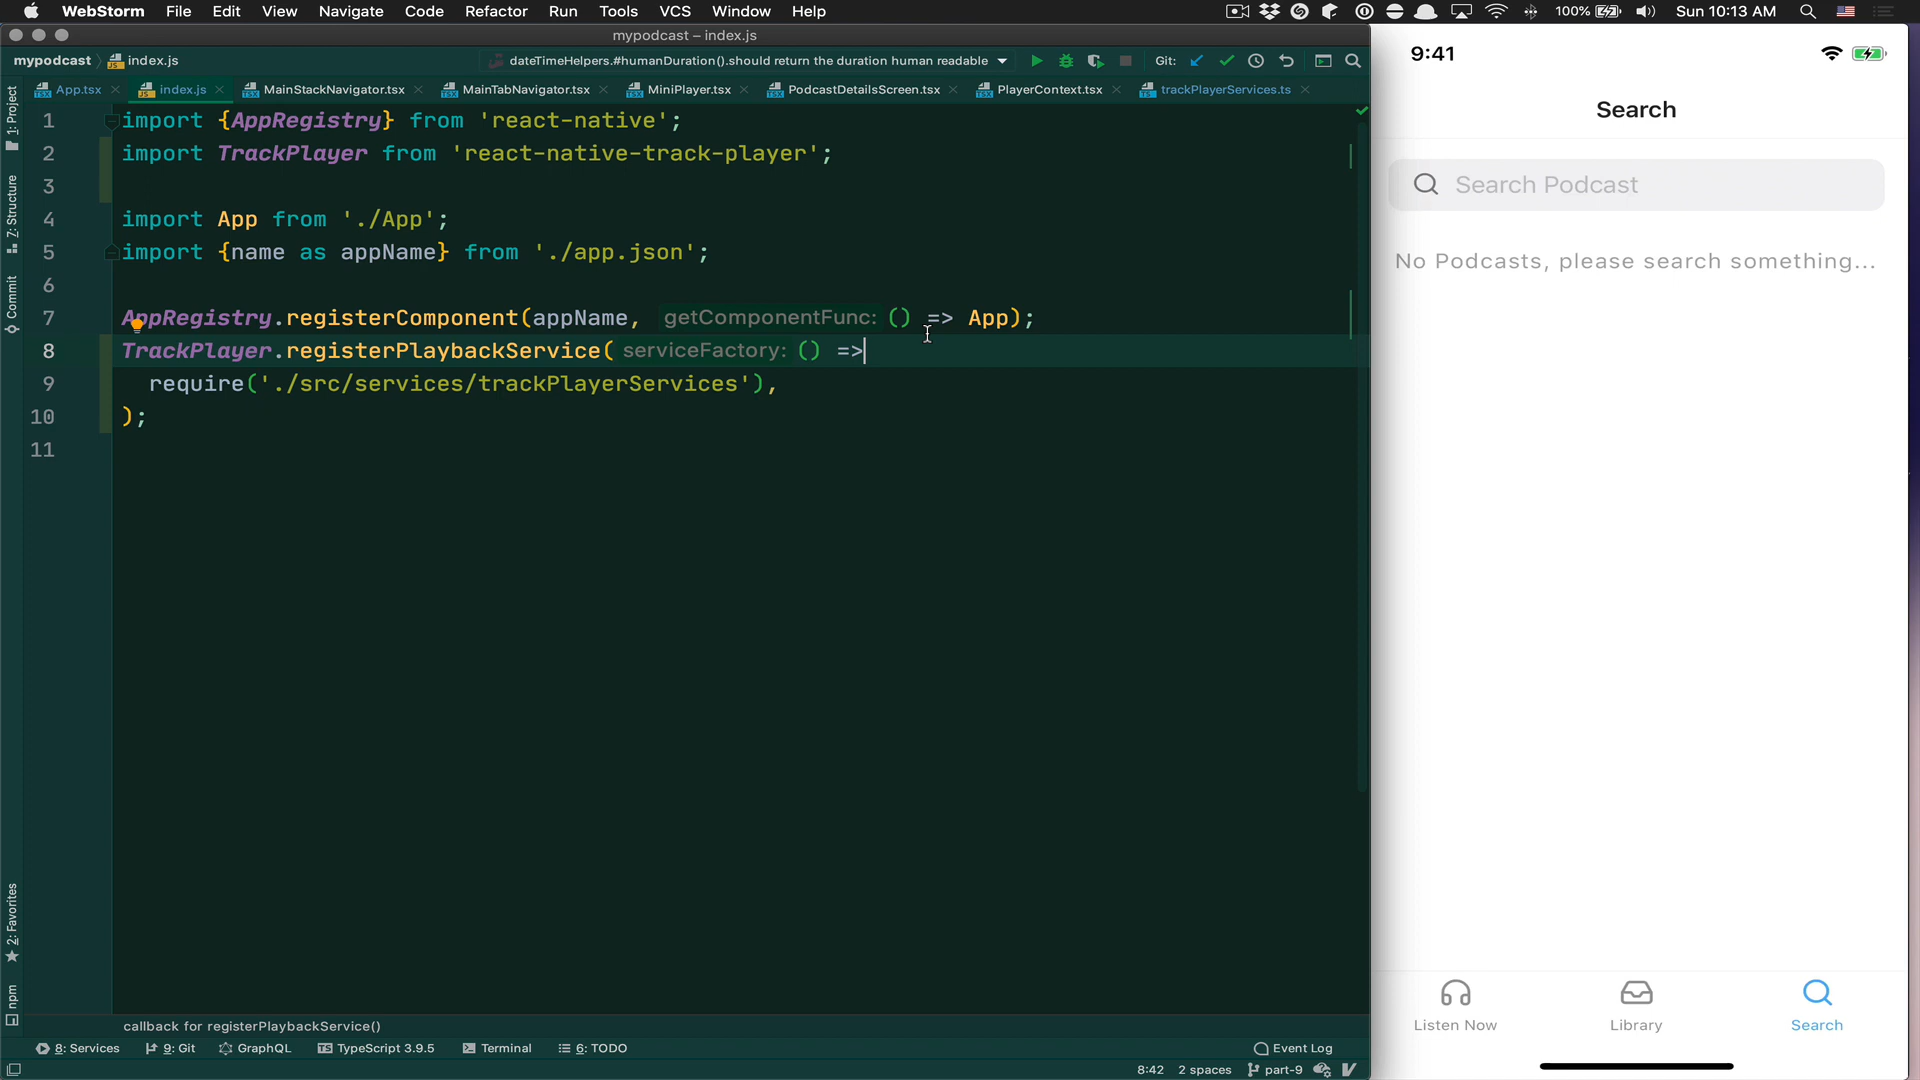 WebStorm File Edit View Navigate Code Refactor Run Tools VCS Window Help 100% Sun 10:13 AM
mypodcast – index.js
mypodcast index.js dateTimeHelpers.#humanDuration().should return the duration human readable Git:
App.tsx index.js MainStackNavigator.tsx MainTabNavigator.tsx MiniPlayer.tsx PodcastDetailsScreen.tsx PlayerContext.tsx trackPlayerServices.ts
1: Project
7: Structure
Commit
2: Favorites
npm
1 import {AppRegistry} from 'react-native';
2 import TrackPlayer from 'react-native-track-player';
3
4 import App from './App';
5 import {name as appName} from './app.json';
6
7 AppRegistry.registerComponent(appName, getComponentFunc: () => App);
8 TrackPlayer.registerPlaybackService( serviceFactory: () =>
9 require('./src/services/trackPlayerServices'),
10 );
11
callback for registerPlaybackService()
8: Services 9: Git GraphQL TypeScript 3.9.5 Terminal 6: TODO Event Log
8:42 2 spaces part-9
9:41
Search
Search Podcast
No Podcasts, please search something...
Listen Now Library Search